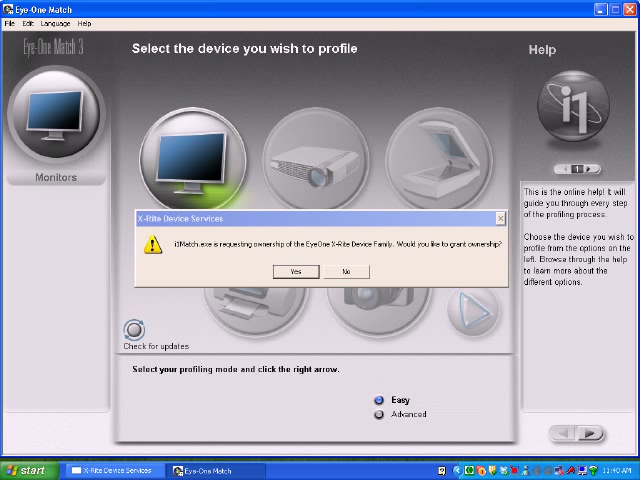 Eye-One Match
File Edit Language Help
Eye-One Match 3
Select the device you wish to profile
Help
i1
Monitors
1
This is the online help! It will
guide you through every step
of the profiling process.
Choose the device you wish to
profile from the options on the
left. Browse through the help
to learn more about the
different options.
X-Rite Device Services
i1Match.exe is requesting ownership of the EyeOne X-Rite Device Family. Would you like to grant ownership?
Yes No
Check for updates
Select your profiling mode and click the right arrow.
Easy
Advanced
start X-Rite Device Services Eye-One Match 11:40 AM